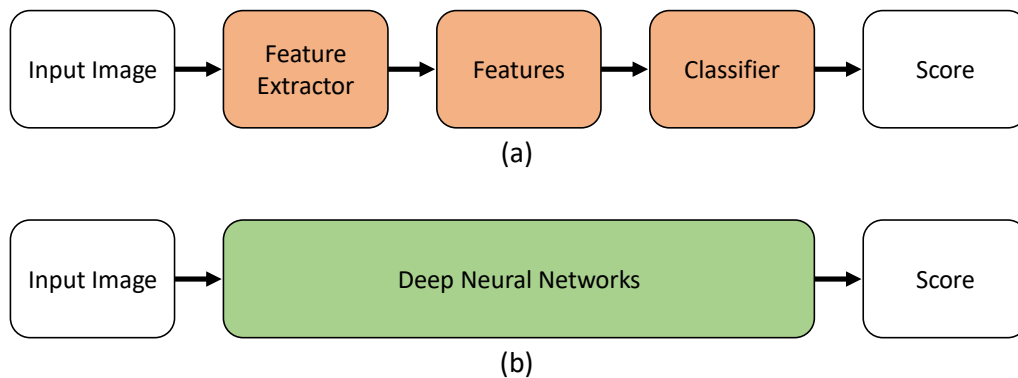 Input Image
Feature
Extractor
Features
Classifier
Score
(a)
Input Image
Deep Neural Networks
Score
(b)